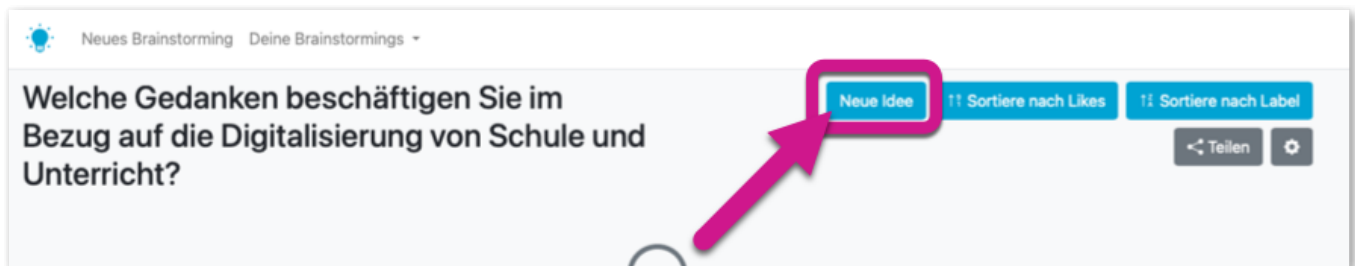 Neues Brainstorming Deine Brainstormings
Welche Gedanken beschäftigen Sie im
Bezug auf die Digitalisierung von Schule und
Unterricht?
Neue Idee
Sortiere nach Likes
Sortiere nach Label
Teilen